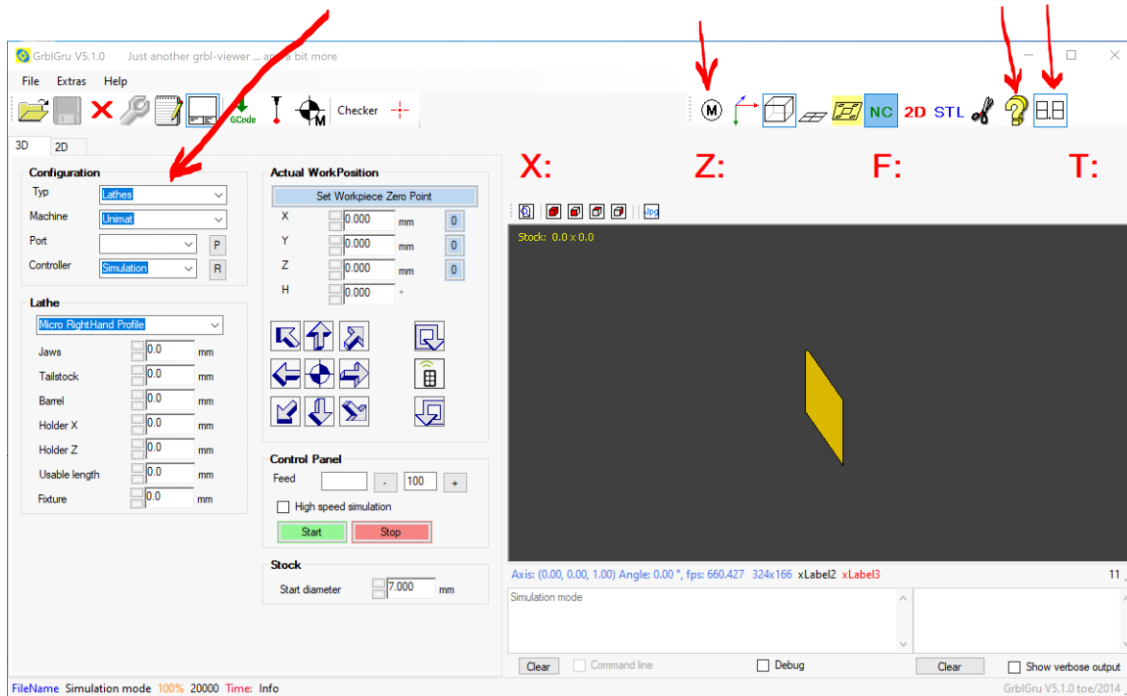 GrblGru V5.1.0 Just another grbl-viewer ... and a bit more
File Extras Help
GCode M Checker M NC 2D STL
3D 2D
Configuration
Typ Lathes
Machine Unimat
Port P
Controller Simulation R
Lathe
Micro RightHand Profile
Jaws 0.0 mm
Tailstock 0.0 mm
Barrel 0.0 mm
Holder X 0.0 mm
Holder Z 0.0 mm
Usable length 0.0 mm
Fixture 0.0 mm
Actual WorkPosition
Set Workpiece Zero Point
X 0.000 mm 0
Y 0.000 mm 0
Z 0.000 mm 0
H 0.000 °
Control Panel
Feed - 100 +
High speed simulation
Start Stop
Stock
Start diameter 7.000 mm
X: Z: F: T:
Jpg
Stock: 0.0 x 0.0
Axis: (0.00, 0.00, 1.00) Angle: 0.00 °, fps: 660.427 324x166 xLabel2 xLabel3 11
Simulation mode
Clear Command line Debug Clear Show verbose output
FileName Simulation mode 100% 20000 Time: Info GrblGru V5.1.0 toe/2014